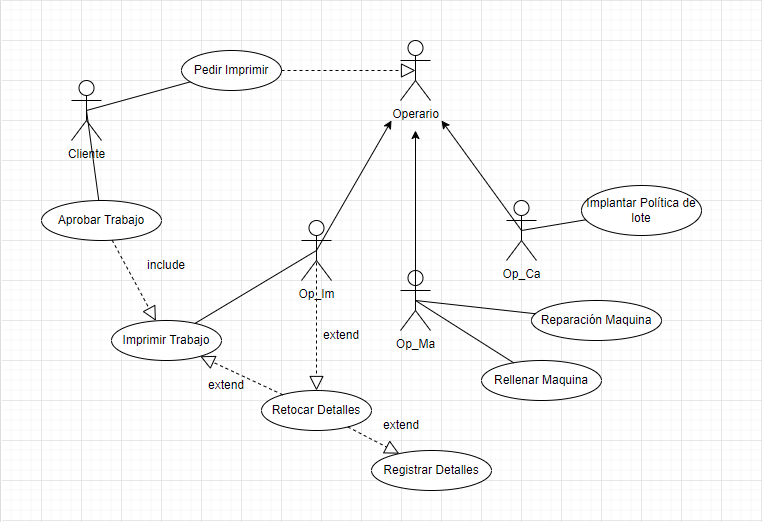 Pedir Imprimir
Operario
Cliente
Aprobar Trabajo
Implantar Política de
lote
include
Op_Im
Op_Ca
Imprimir Trabajo
extend
Op_Ma
Reparación Maquina
extend
Rellenar Maquina
Retocar Detalles
extend
Registrar Detalles